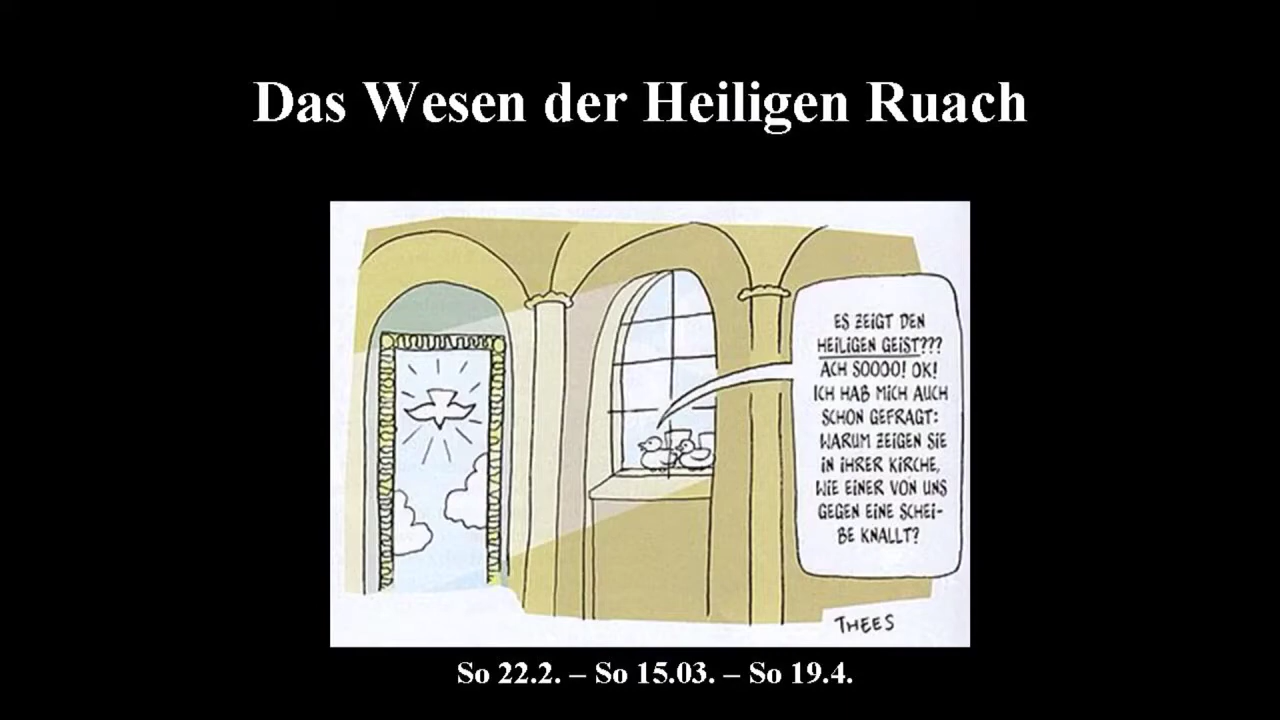 Das Wesen der Heiligen Ruach
ES ZEIGT DEN
HEILIGEN GEIST???
ACH SOOOO! OK!
ICH HAB MICH AUCH
SCHON GEFRAGT:
WARUM ZEIGEN SIE
IN IHRER KIRCHE,
WIE EINER VON UNS
GEGEN EINE SCHEI-
BE KNALLT?
THEES
So 22.2. – So 15.03. – So 19.4.